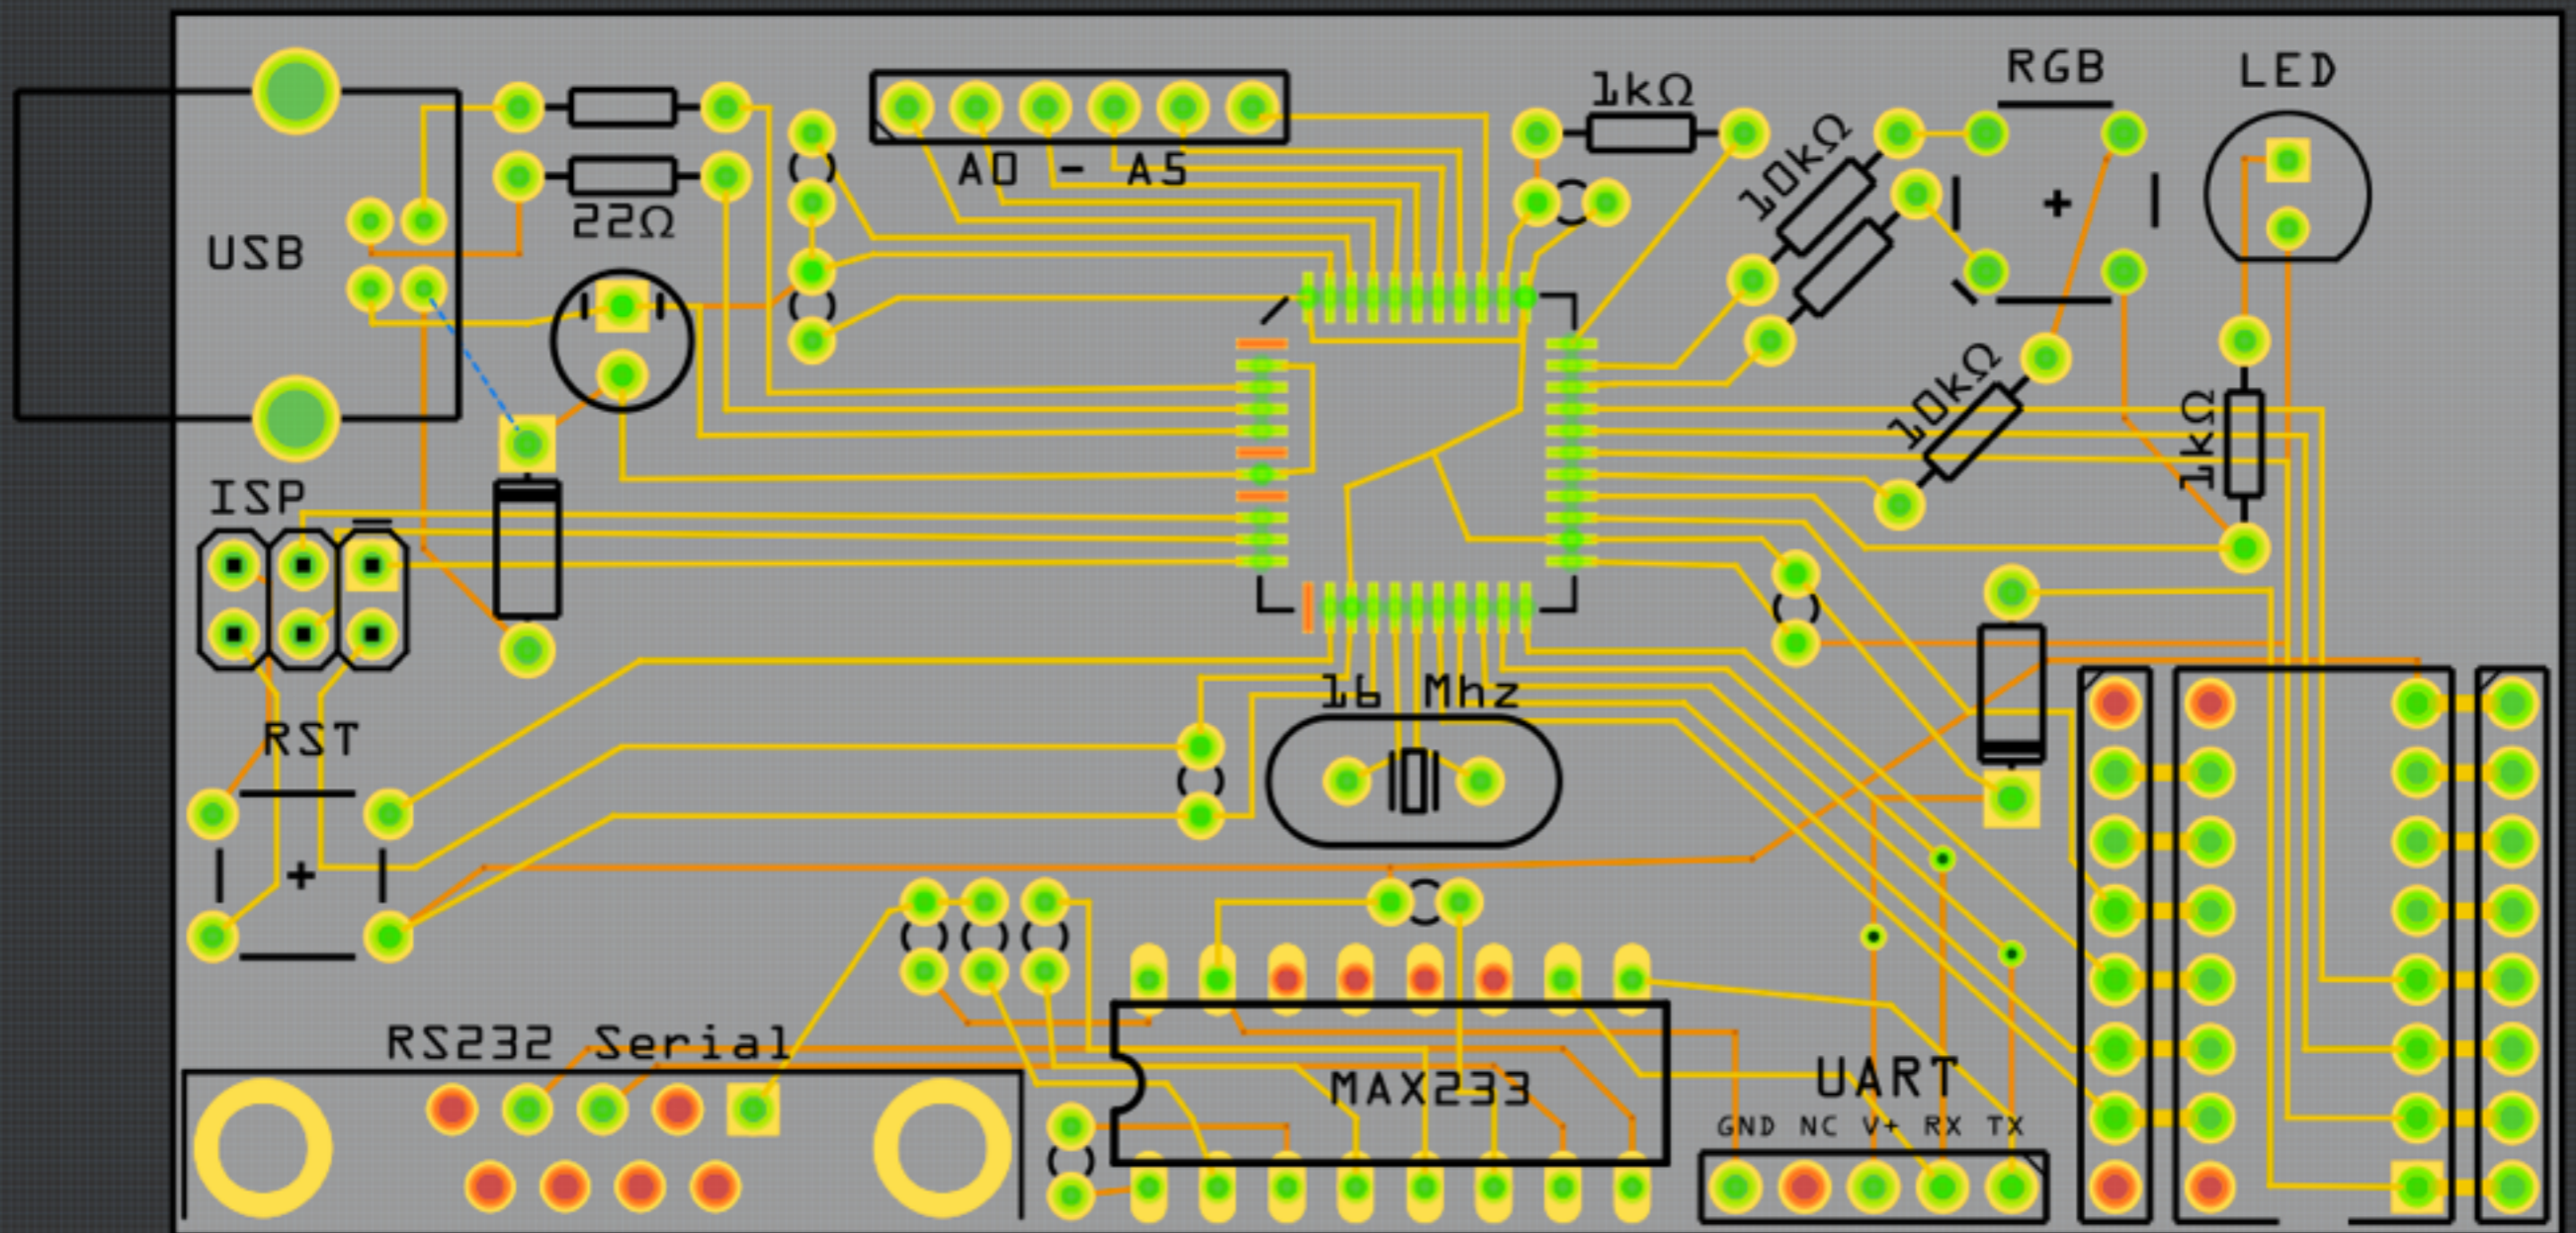 RGB
LED
1kΩ
10kΩ
A0 - A5
22Ω
USB
10kΩ
1kΩ
ISP
16 Mhz
RST
RS232 Serial
MAX233
UART
GND NC V+ RX TX